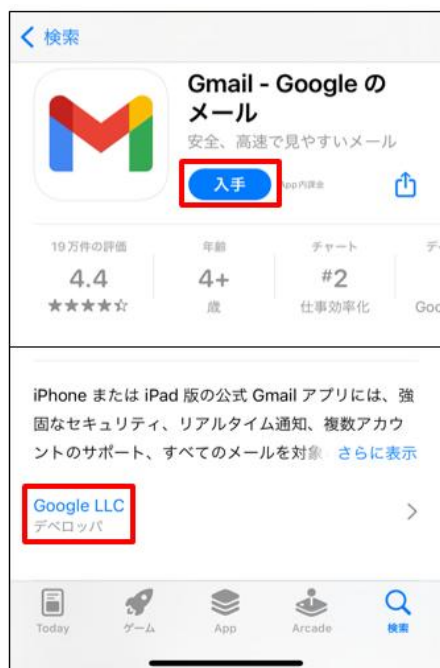 検索
Gmail - Google の
メール
安全、高速で見やすいメール
入手
App内課金
19万件の評価
年齢
チャート
4.4
4+
#2
★★★★☆
歳
仕事効率化
Goo
iPhone または iPad 版の公式 Gmail アプリには、強
固なセキュリティ、リアルタイム通知、複数アカウ
ントのサポート、すべてのメールを対象 さらに表示
Google LLC
デベロッパ
Today
ゲーム
App
Arcade
検索